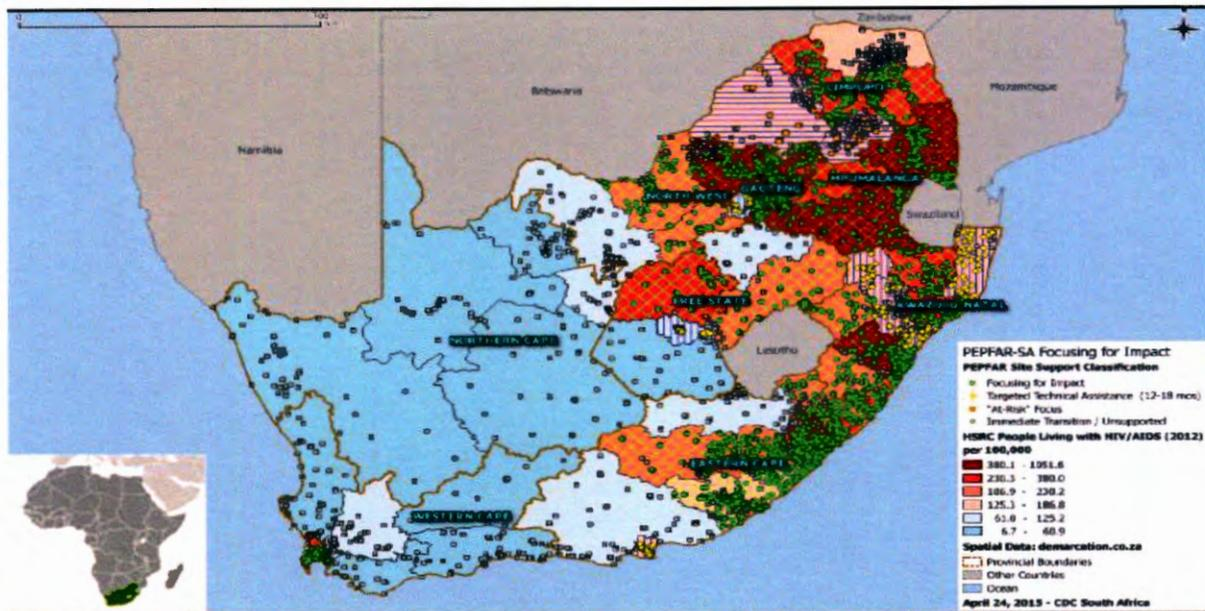 0
100
Zimbabwe
Botswana
Mozambique
Namibia
LIMPOPO
MPUMALANGA
GAUTENG
NORTH WEST
Swaziland
FREE STATE
KWAZULU-NATAL
NORTHERN CAPE
Lesotho
EASTERN CAPE
WESTERN CAPE
PEPFAR-SA Focusing for Impact
PEPFAR Site Support Classification
Focusing for Impact
Targeted Technical Assistance (12-18 mos)
"At-Risk" Focus
Immediate Transition / Unsupported
HSRC People Living with HIV/AIDS (2012)
per 100,000
380.1 - 1051.6
230.3 - 380.0
186.9 - 230.2
125.3 - 186.8
61.0 - 125.2
6.7 - 60.9
Spatial Data: demarcation.co.za
Provincial Boundaries
Other Countries
Ocean
April 24, 2015 - CDC South Africa